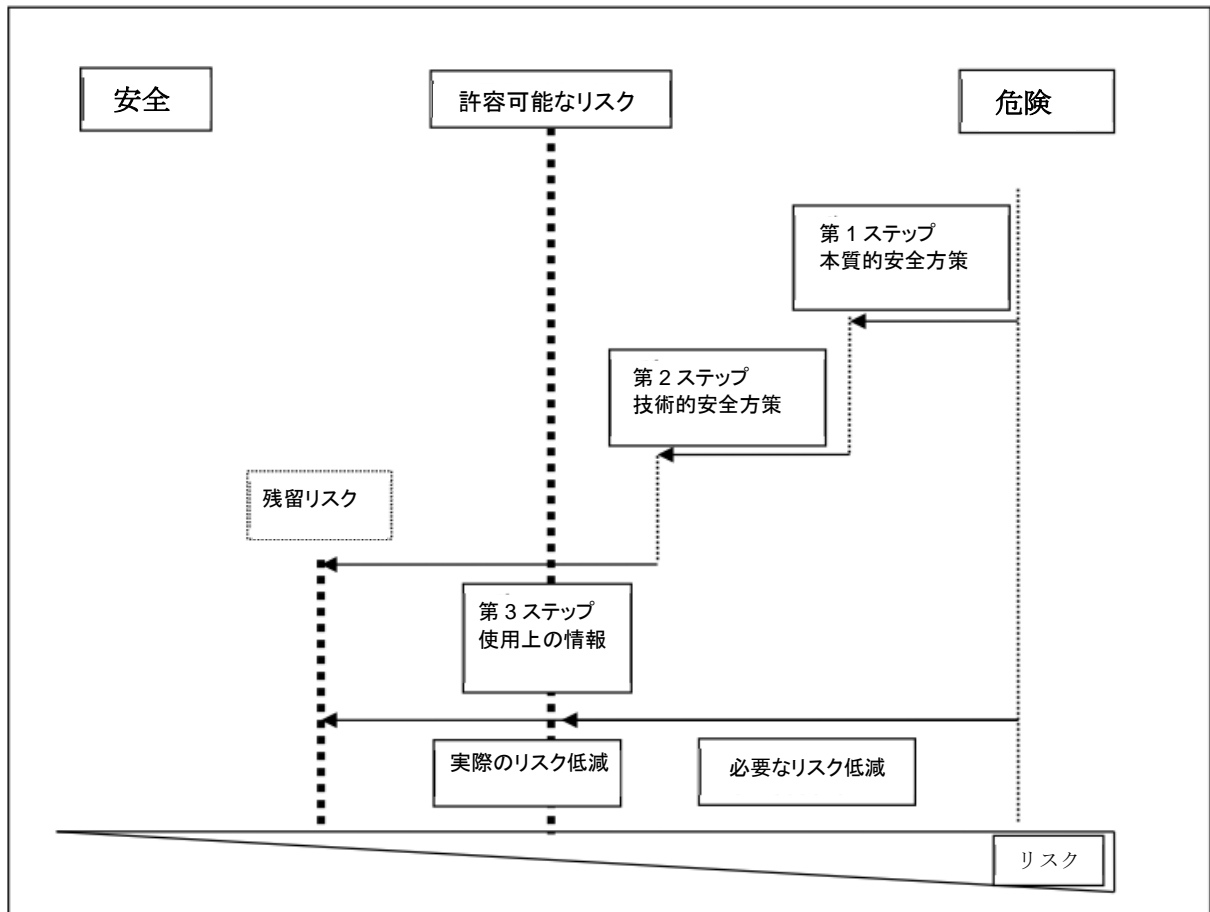 安全
許容可能なリスク
危険
第１ステップ
本質的安全方策
第２ステップ
技術的安全方策
残留リスク
第３ステップ
使用上の情報
実際のリスク低減
必要なリスク低減
リスク